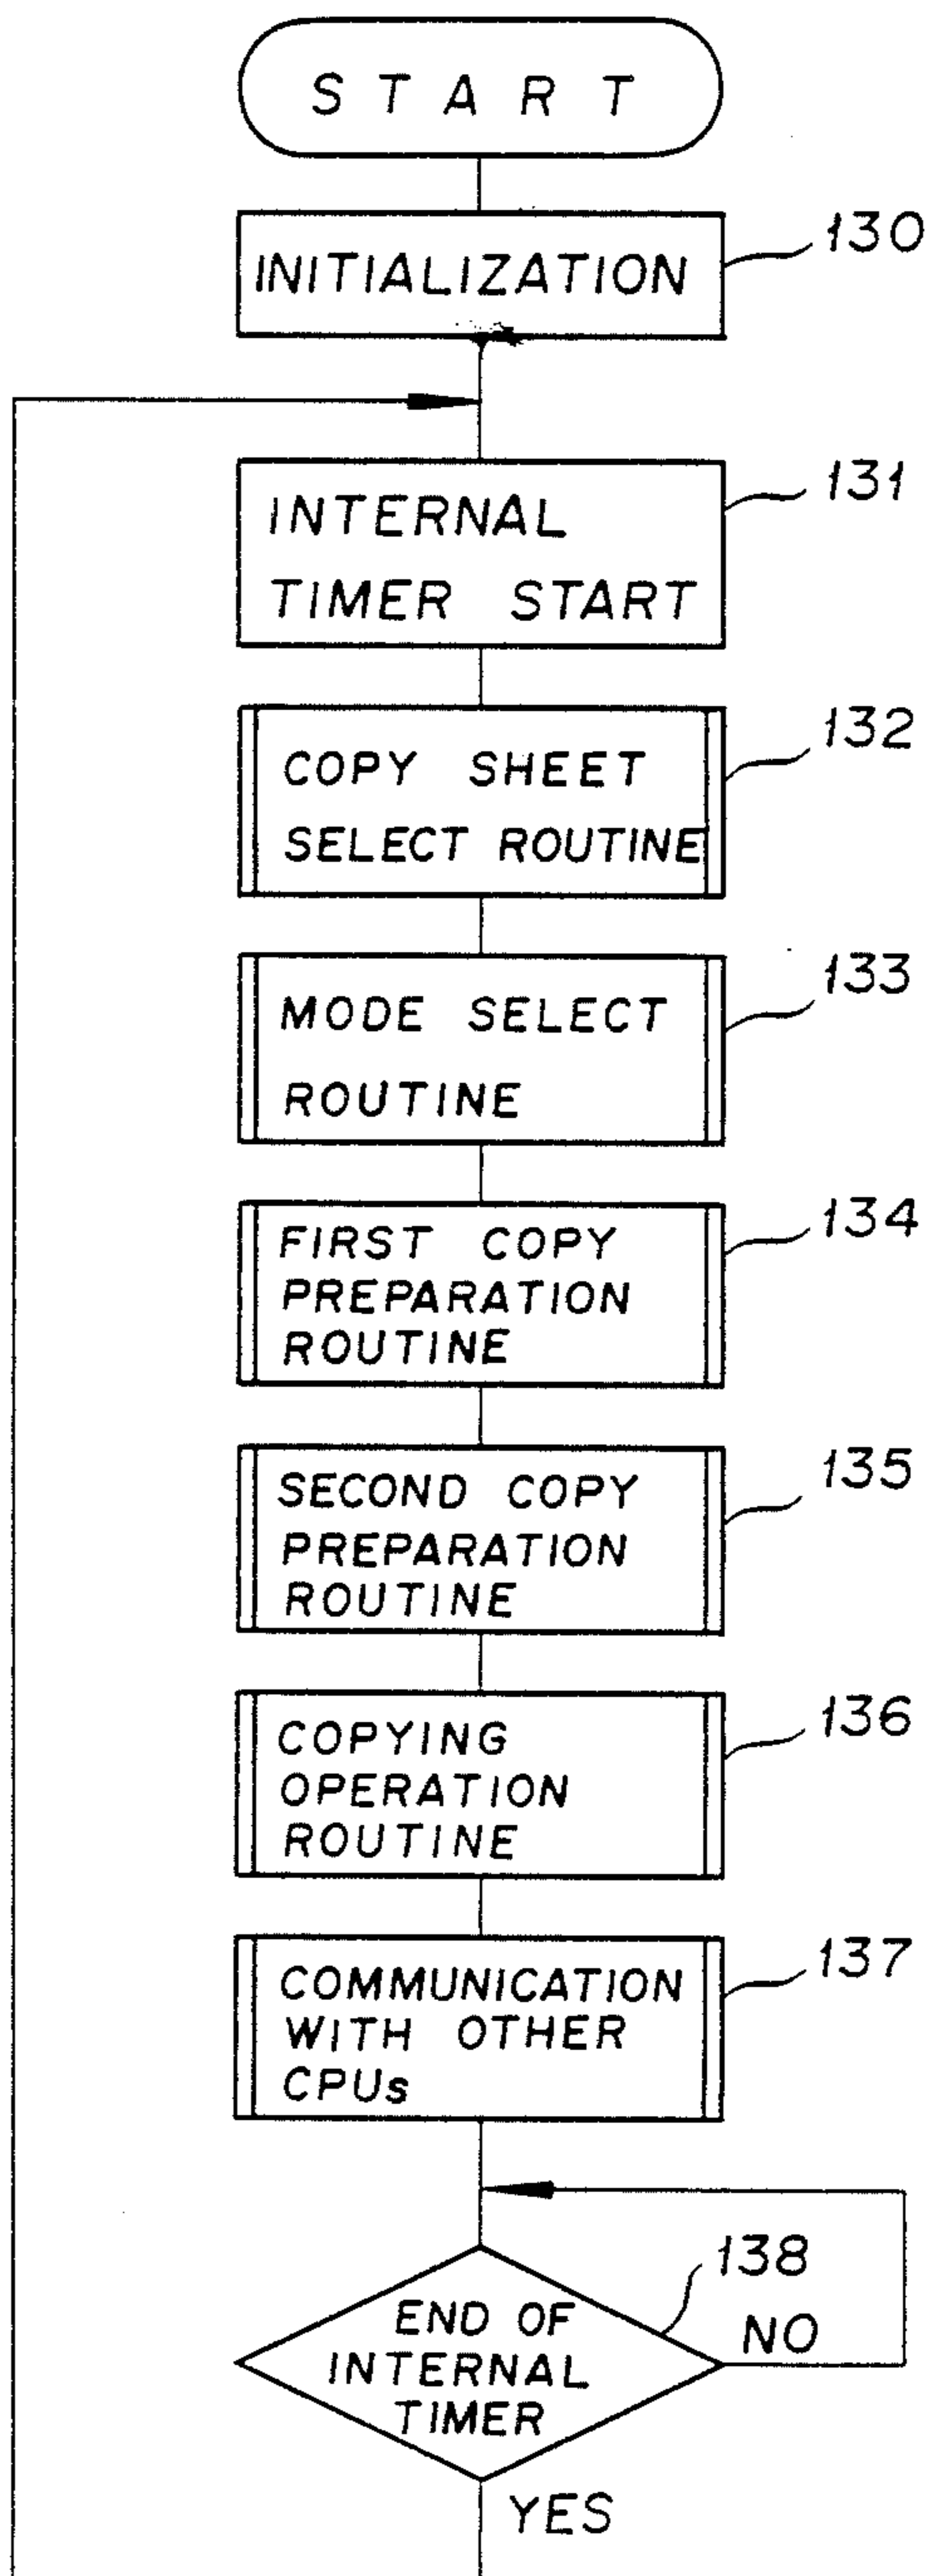 START
INITIALIZATION
130
INTERNAL
TIMER START
131
COPY SHEET
SELECT ROUTINE
132
MODE SELECT
ROUTINE
133
FIRST COPY
PREPARATION
ROUTINE
134
SECOND COPY
PREPARATION
ROUTINE
135
COPYING
OPERATION
ROUTINE
136
COMMUNICATION
WITH OTHER
CPUs
137
138
END OF
INTERNAL
TIMER
NO
YES